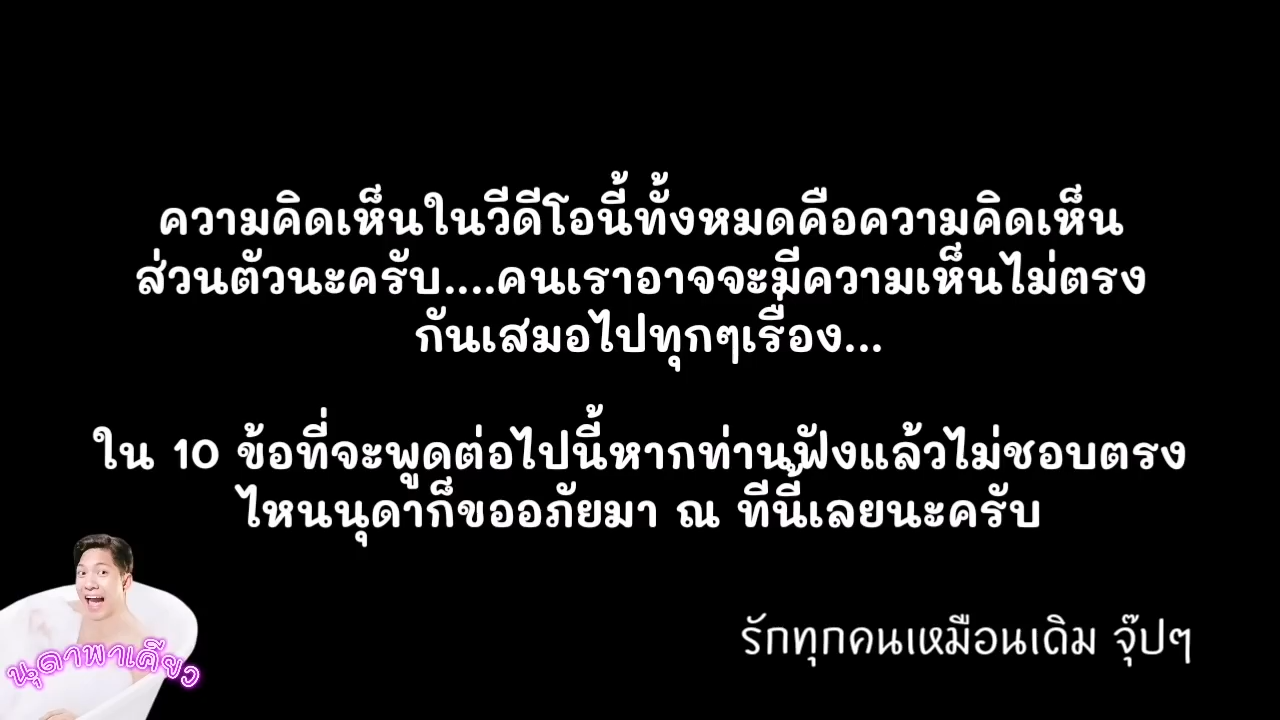 ความคิดเห็นในวีดีโอนี้ทั้งหมดคือความคิดเห็น
ส่วนตัวนะครับ....คนเราอาจจะมีความเห็นไม่ตรง
กันเสมอไปทุกๆเรื่อง...
ใน 10 ข้อที่จะพูดต่อไปนี้หากท่านฟังแล้วไม่ชอบตรง
ไหนนุดาก็ขออภัยมา ณ ทีนี้เลยนะครับ
รักทุกคนเหมือนเดิม จุ๊ปๆ
นุดาพาเคียง